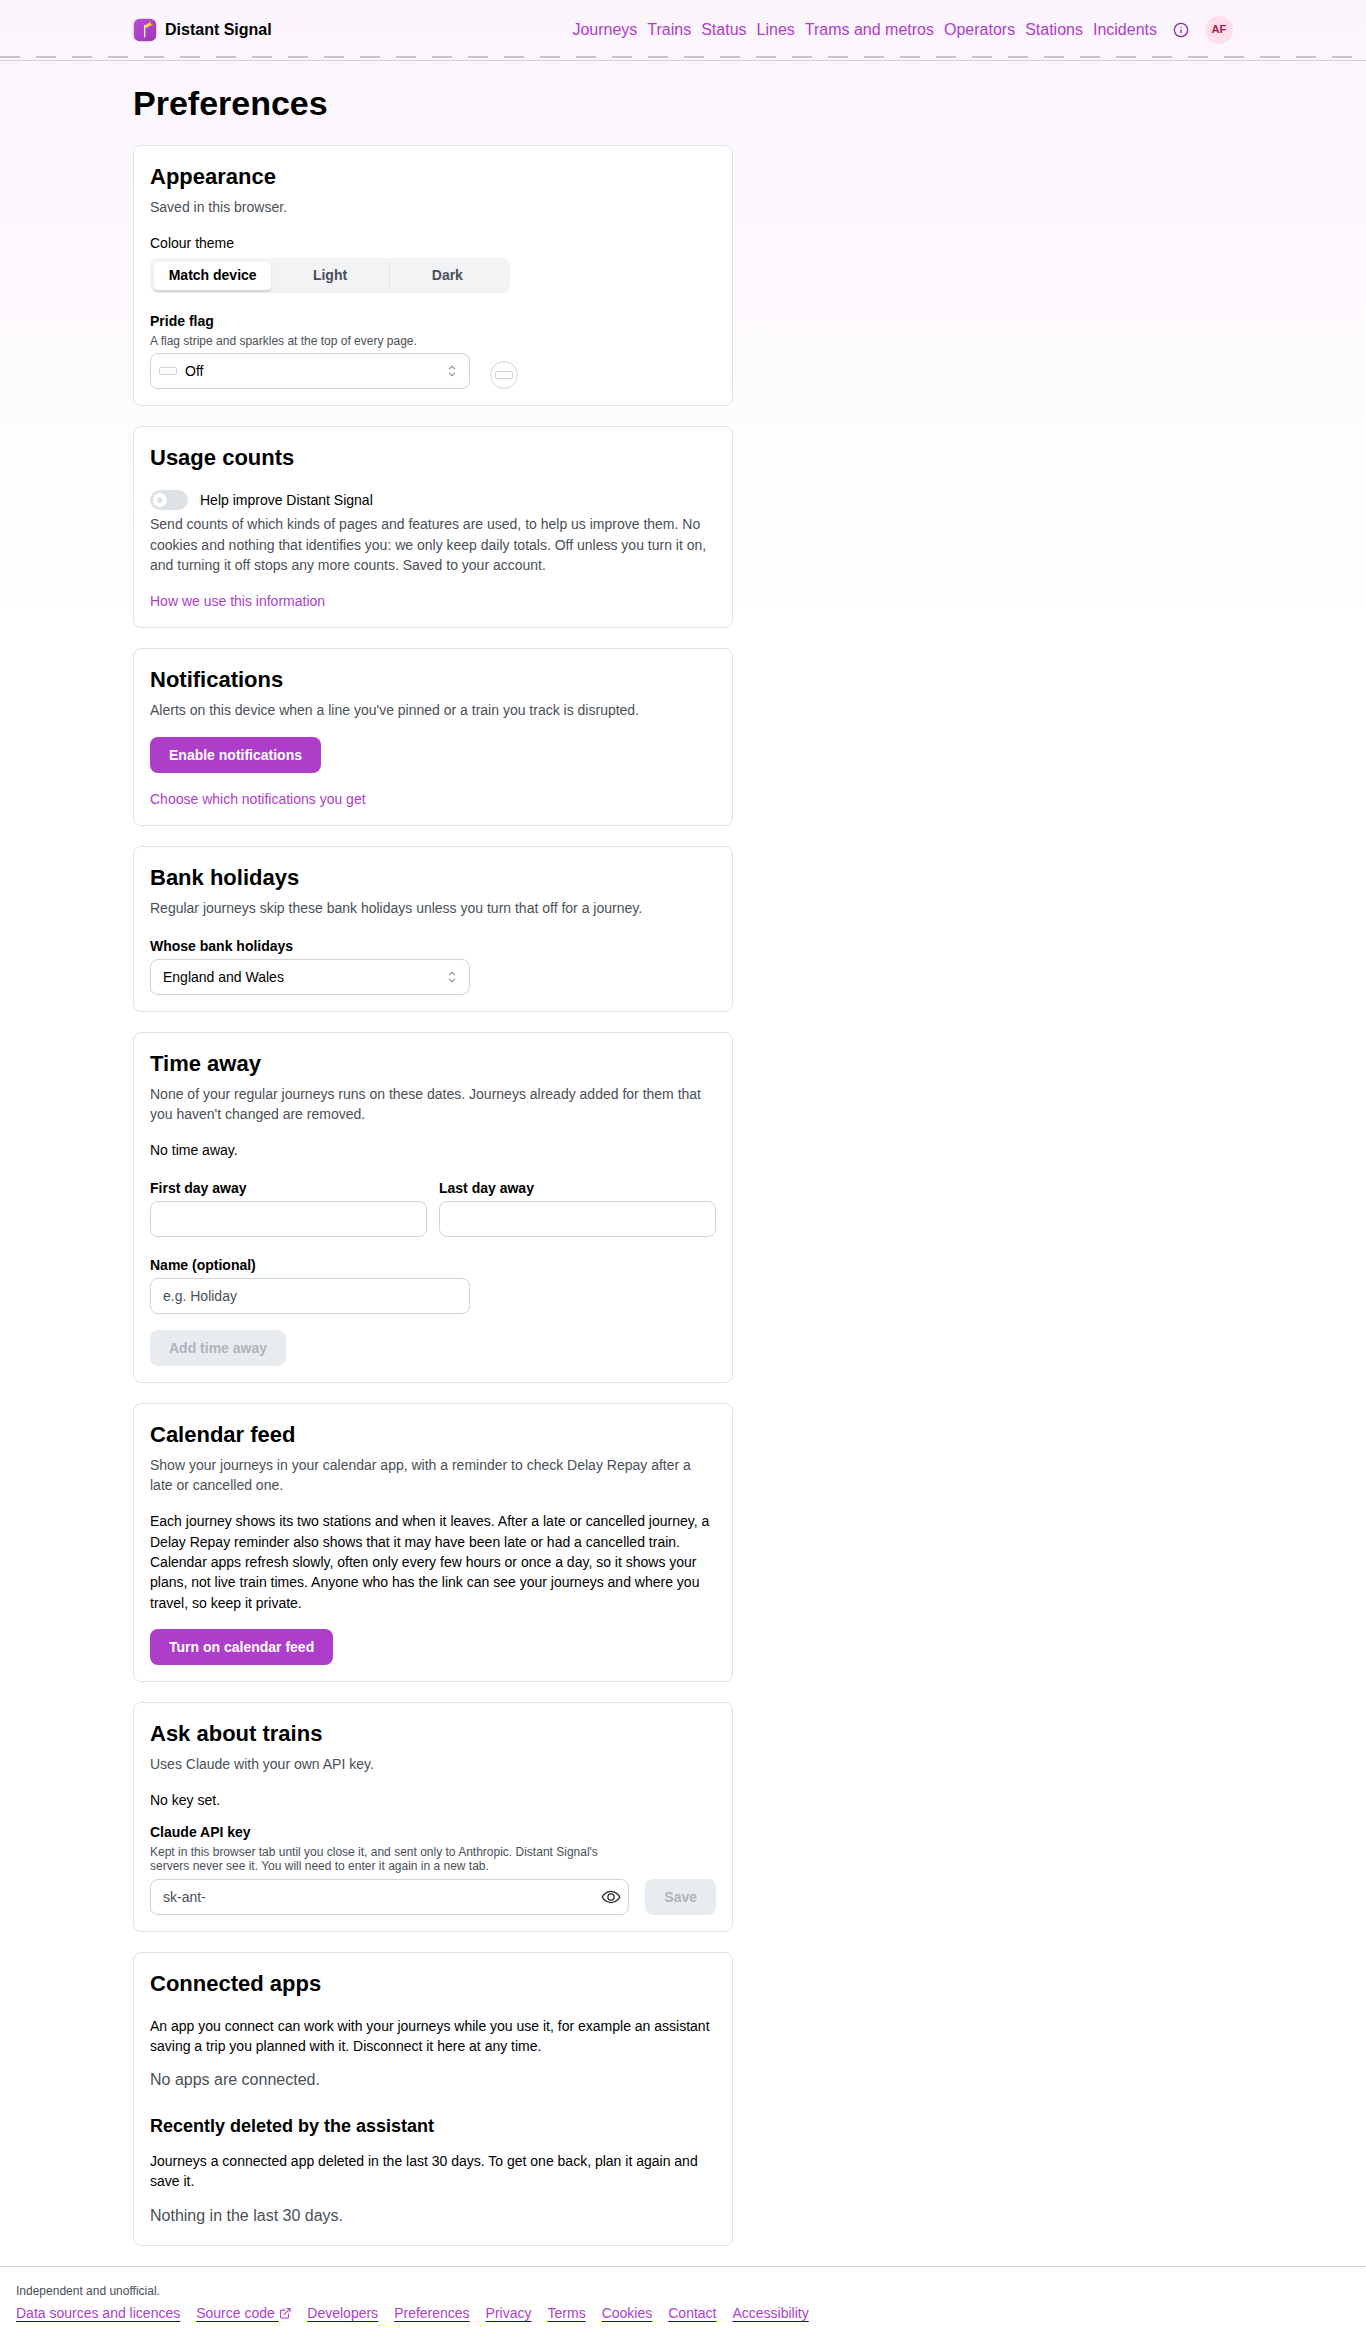 Distant Signal
Journeys Trains Status Lines Trams and metros Operators Stations Incidents AF
Preferences
Appearance
Saved in this browser.
Colour theme
Match device Light Dark
Pride flag
A flag stripe and sparkles at the top of every page.
Off
Usage counts
Help improve Distant Signal
Send counts of which kinds of pages and features are used, to help us improve them. No
cookies and nothing that identifies you: we only keep daily totals. Off unless you turn it on,
and turning it off stops any more counts. Saved to your account.
How we use this information
Notifications
Alerts on this device when a line you've pinned or a train you track is disrupted.
Enable notifications
Choose which notifications you get
Bank holidays
Regular journeys skip these bank holidays unless you turn that off for a journey.
Whose bank holidays
England and Wales
Time away
None of your regular journeys runs on these dates. Journeys already added for them that
you haven't changed are removed.
No time away.
First day away Last day away
Name (optional)
e.g. Holiday
Add time away
Calendar feed
Show your journeys in your calendar app, with a reminder to check Delay Repay after a
late or cancelled one.
Each journey shows its two stations and when it leaves. After a late or cancelled journey, a
Delay Repay reminder also shows that it may have been late or had a cancelled train.
Calendar apps refresh slowly, often only every few hours or once a day, so it shows your
plans, not live train times. Anyone who has the link can see your journeys and where you
travel, so keep it private.
Turn on calendar feed
Ask about trains
Uses Claude with your own API key.
No key set.
Claude API key
Kept in this browser tab until you close it, and sent only to Anthropic. Distant Signal's
servers never see it. You will need to enter it again in a new tab.
sk-ant- Save
Connected apps
An app you connect can work with your journeys while you use it, for example an assistant
saving a trip you planned with it. Disconnect it here at any time.
No apps are connected.
Recently deleted by the assistant
Journeys a connected app deleted in the last 30 days. To get one back, plan it again and
save it.
Nothing in the last 30 days.
Independent and unofficial.
Data sources and licences Source code Developers Preferences Privacy Terms Cookies Contact Accessibility